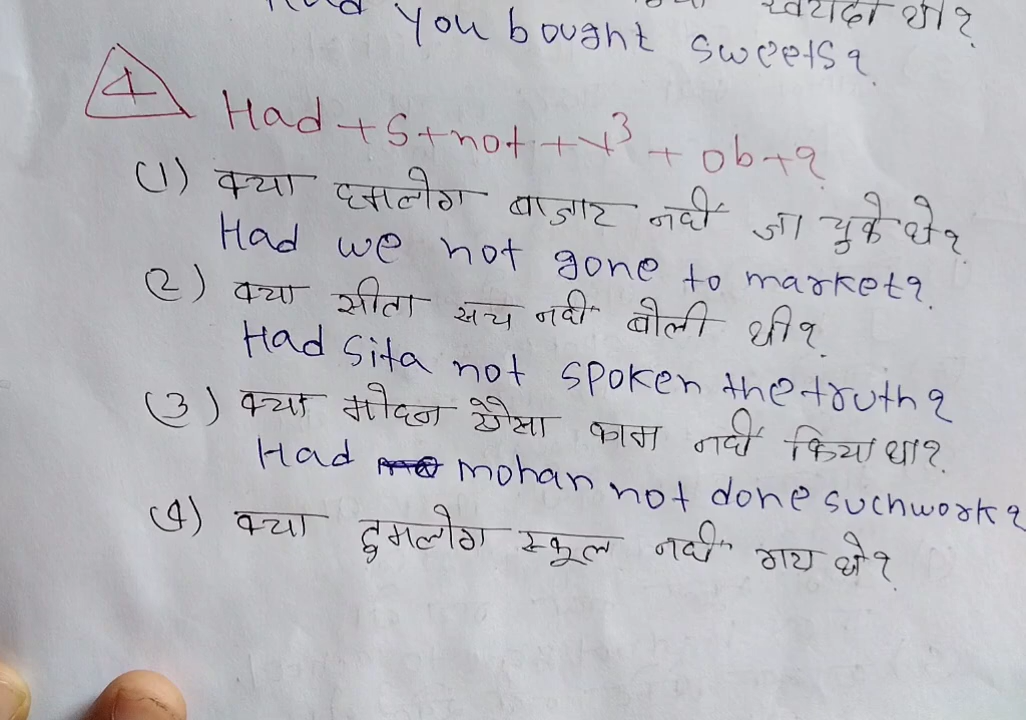 you bought sweets?
4
Had + S + not + v3 + ob + ?
(1) क्या हमलोग बाजार नहीं जा चुके थे?
Had we not gone to market?
(2) क्या सीता सच नहीं बोली थी?
Had Sita not spoken the truth?
(3) क्या मोहन ऐसा काम नहीं किया था?
Had mohan not done such work?
(4) क्या तुमलोग स्कूल नहीं गय थे?